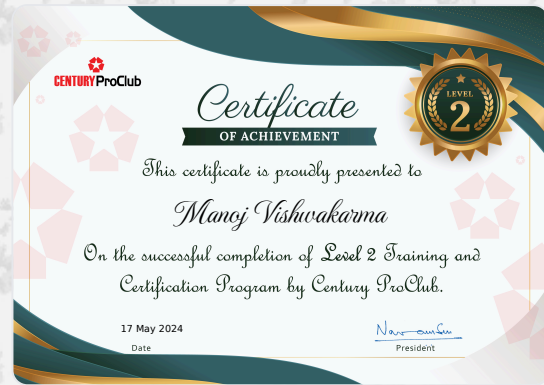 CENTURY ProClub
LEVEL
2
Certificate
OF ACHIEVEMENT
This certificate is proudly presented to
Manoj Vishwakarma
On the successful completion of Level 2 Training and
Certification Program by Century ProClub.
17 May 2024
Date
President